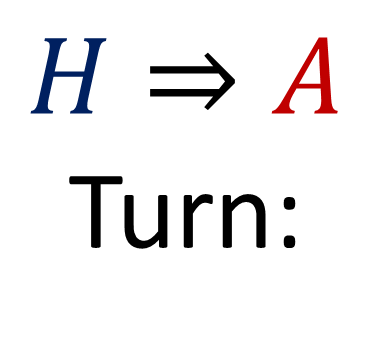 H ⇒ A
Turn: